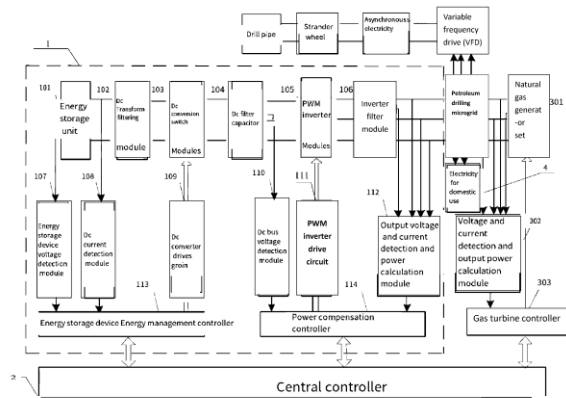 Drill pipe
Strander
wheel
Asynchronouss
electricity
Variable
frequency
drive (VFD)
1
101
102
103
104
105
106
Energy
storage
unit
Dc
Transform
filtering
module
Dc
conversion
switch
Modules
Dc filter
capacitor
PWM
inverter
Modules
Inverter
filter
module
Petroleum
drilling
microgrid
Natural
gas
generat
-or
set
301
Electricity
for
domestic
use
4
107
108
109
110
111
112
302
Energy
storage
device
voltage
detection
module
Dc
current
detection
module
Dc
converter
drives
groin
Dc bus
voltage
detection
module
PWM
inverter
drive
circuit
Output voltage
and current
detection and
power
calculation
module
Voltage and
current
detection and
output power
calculation
module
113
114
303
Energy storage device Energy management controller
Power compensation
controller
Gas turbine controller
2
Central controller